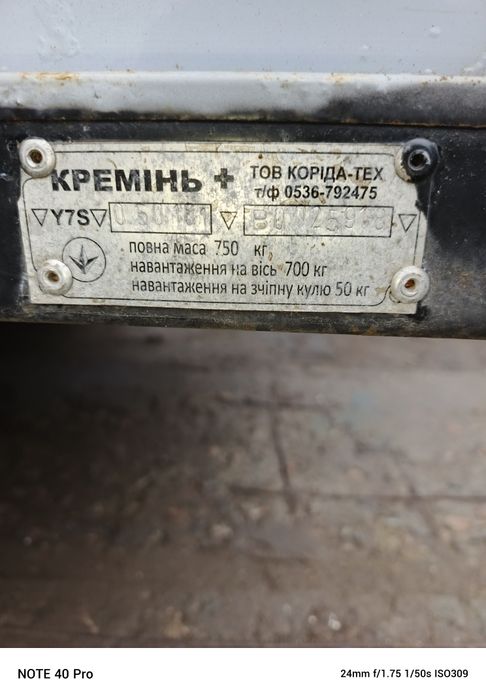 КРЕМІНЬ + ТОВ КОРІДА-ТЕХ
т/ф 0536-792475
▽Y7S▽ ▽ ▽
повна маса 750 кг
навантаження на вісь 700 кг
навантаження на зчіпну кулю 50 кг
NOTE 40 Pro
24mm f/1.75 1/50s ISO309